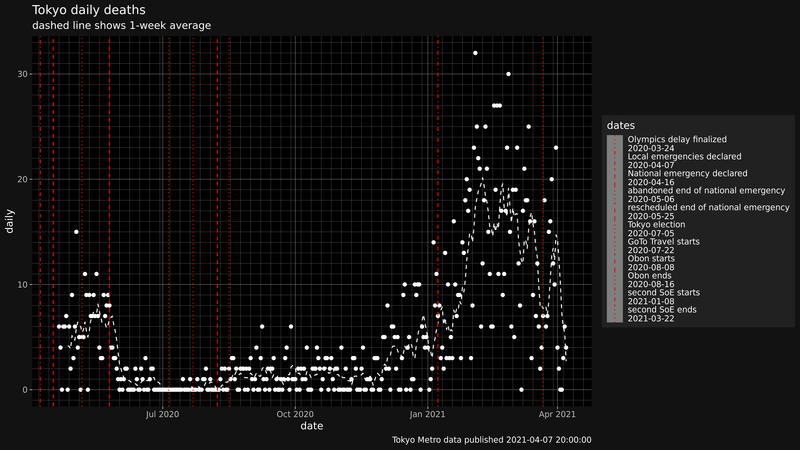 Tokyo daily deaths
dashed line shows 1-week average
30
20
10
0
daily
Jul 2020
Oct 2020
Jan 2021
Apr 2021
date
Tokyo Metro data published 2021-04-07 20:00:00
dates
Olympics delay finalized
2020-03-24
Local emergencies declared
2020-04-07
National emergency declared
2020-04-16
abandoned end of national emergency
2020-05-06
rescheduled end of national emergency
2020-05-25
Tokyo election
2020-07-05
GoTo Travel starts
2020-07-22
Obon starts
2020-08-08
Obon ends
2020-08-16
second SoE starts
2021-01-08
second SoE ends
2021-03-22